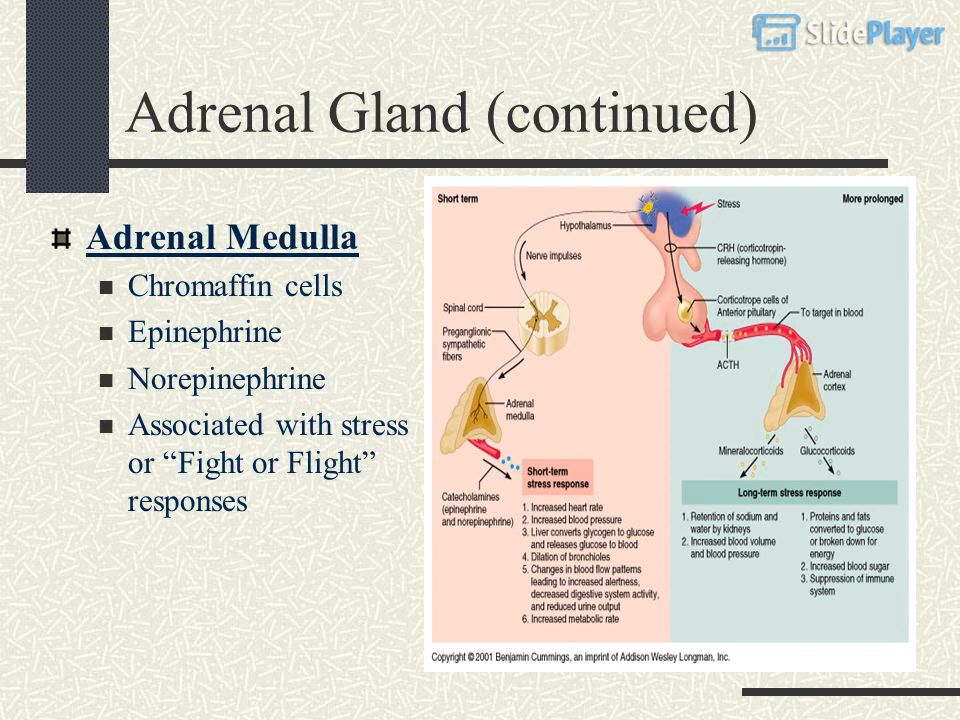 SlidePlayer
Adrenal Gland (continued)
Adrenal Medulla
Chromaffin cells
Epinephrine
Norepinephrine
Associated with stress
or “Fight or Flight”
responses
Short term
More prolonged
Stress
Hypothalamus
Nerve impulses
CRH (corticotropin-
releasing hormone)
Spinal cord
Corticotrope cells of
Anterior pituitary
To target in blood
Preganglionic
sympathetic
fibers
ACTH
Adrenal
cortex
Adrenal
medulla
Mineralocorticoids
Glucocorticoids
Catecholamines
(epinephrine
and norepinephrine)
Short-term
stress response
1. Increased heart rate
2. Increased blood pressure
3. Liver converts glycogen to glucose
and releases glucose to blood
4. Dilation of bronchioles
5. Changes in blood flow patterns
leading to increased alertness,
decreased digestive system activity,
and reduced urine output
6. Increased metabolic rate
Long-term stress response
1. Retention of sodium and
water by kidneys
2. Increased blood volume
and blood pressure
1. Proteins and fats
converted to glucose
or broken down for
energy
2. Increased blood sugar
3. Suppression of immune
system
Copyright © 2001 Benjamin Cummings, an imprint of Addison Wesley Longman, Inc.